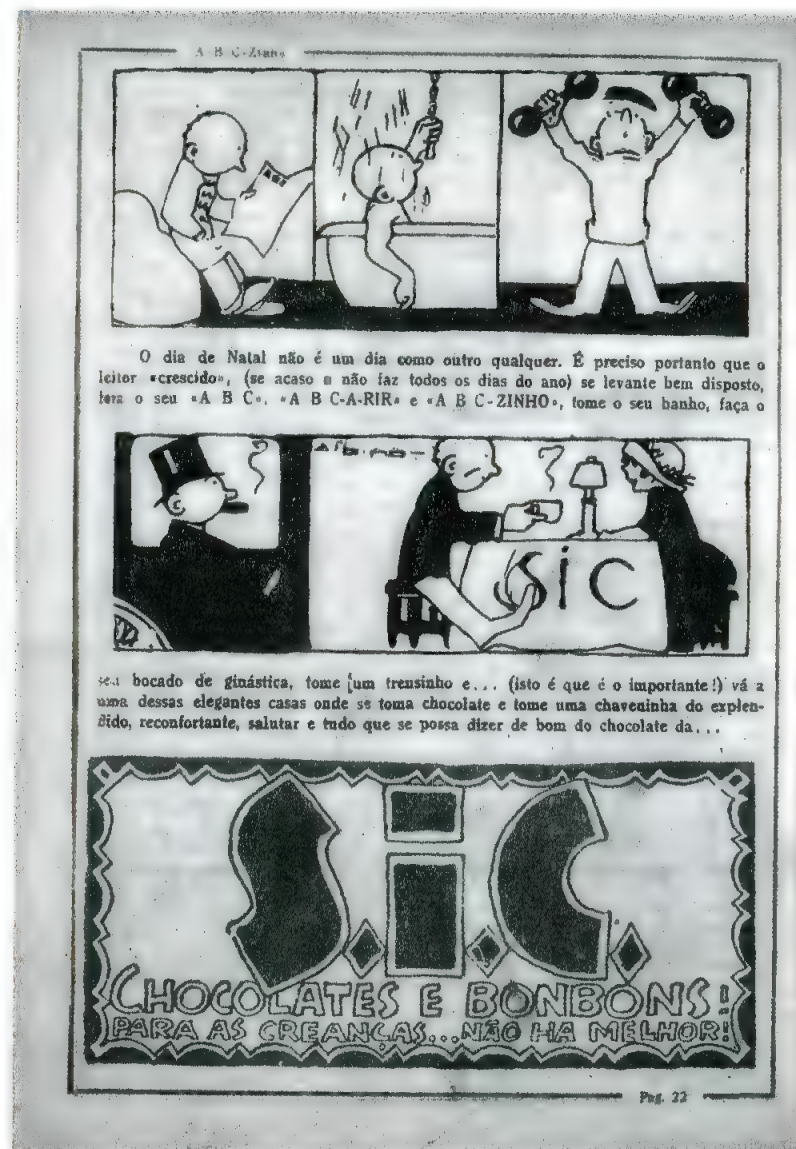 A B C-Zinho
O dia de Natal não é um dia como outro qualquer. É preciso portanto que o
leitor «crescido», (se acaso o não faz todos os dias do ano) se levante bem disposto,
leia o seu «A B C», «A B C-A-RIR» e «A B C-ZINHO», tome o seu banho, faça o
SiC
seu bocado de ginástica, tome um trensinho e... (isto é que é o importante!) vá a
uma dessas elegantes casas onde se toma chocolate e tome uma chaveninha do explen-
dido, reconfortante, salutar e tudo que se possa dizer de bom do chocolate da...
S.i.C.
CHOCOLATES E BONBONS!
PARA AS CREANÇAS... NÃO HA MELHOR!
Pag. 22